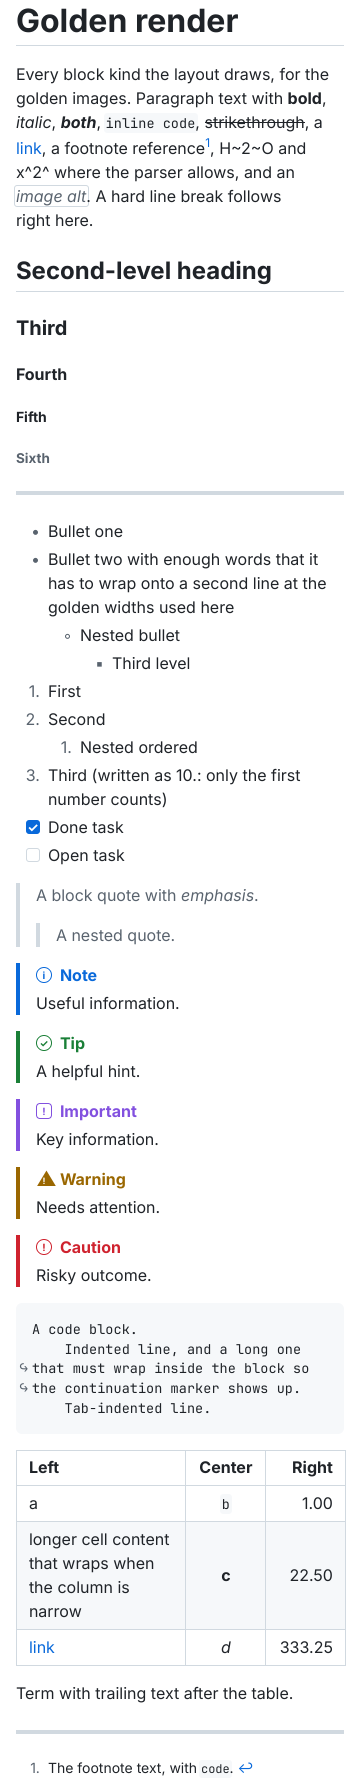 Golden render
Every block kind the layout draws, for the
golden images. Paragraph text with bold,
italic, both, inline code, strikethrough, a
link, a footnote reference1, H~2~O and
x^2^ where the parser allows, and an
image alt. A hard line break follows
right here.
Second-level heading
Third
Fourth
Fifth
Sixth
• Bullet one
• Bullet two with enough words that it
has to wrap onto a second line at the
golden widths used here
◦ Nested bullet
▪ Third level
1. First
2. Second
1. Nested ordered
3. Third (written as 10.: only the first
number counts)
Done task
Open task
A block quote with emphasis.
A nested quote.
Note
Useful information.
Tip
A helpful hint.
Important
Key information.
Warning
Needs attention.
Caution
Risky outcome.
A code block.
    Indented line, and a long one
↪that must wrap inside the block so
↪the continuation marker shows up.
    Tab-indented line.
Left Center Right
a b 1.00
longer cell content
that wraps when
the column is
narrow
c 22.50
link d 333.25
Term with trailing text after the table.
1. The footnote text, with code. ↩